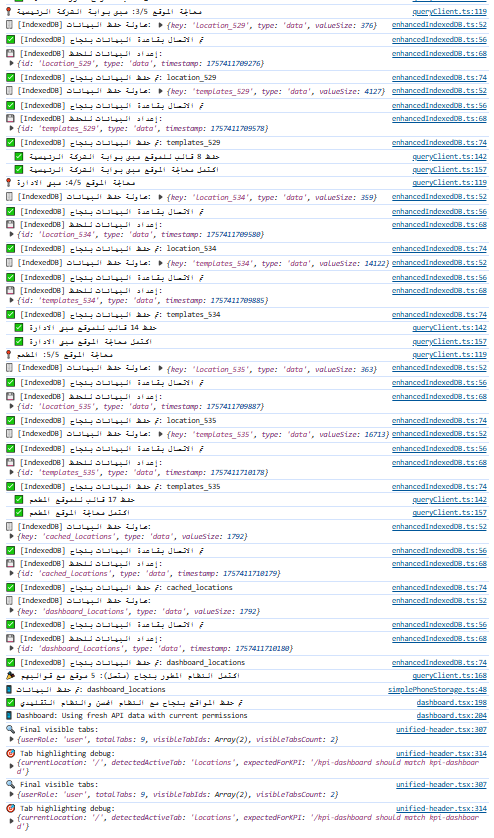 معالجة الموقع 3/5: مبنى بوابة الشركة الرئيسية queryClient.ts:119
[IndexedDB] محاولة حفظ البيانات: {key: 'location_529', type: 'data', valueSize: 376} enhancedIndexedDB.ts:52
[IndexedDB] تم الاتصال بقاعدة البيانات بنجاح enhancedIndexedDB.ts:56
[IndexedDB] إعداد البيانات للحفظ: enhancedIndexedDB.ts:68
{id: 'location_529', type: 'data', timestamp: 1757411709276}
[IndexedDB] تم حفظ البيانات بنجاح: location_529 enhancedIndexedDB.ts:74
[IndexedDB] محاولة حفظ البيانات: {key: 'templates_529', type: 'data', valueSize: 4127} enhancedIndexedDB.ts:52
[IndexedDB] تم الاتصال بقاعدة البيانات بنجاح enhancedIndexedDB.ts:56
[IndexedDB] إعداد البيانات للحفظ: enhancedIndexedDB.ts:68
{id: 'templates_529', type: 'data', timestamp: 1757411709578}
[IndexedDB] تم حفظ البيانات بنجاح: templates_529 enhancedIndexedDB.ts:74
حفظ 8 قالب للموقع مبنى بوابة الشركة الرئيسية queryClient.ts:142
اكتمل معالجة الموقع مبنى بوابة الشركة الرئيسية queryClient.ts:157
معالجة الموقع 4/5: مبنى الادارة queryClient.ts:119
[IndexedDB] محاولة حفظ البيانات: {key: 'location_534', type: 'data', valueSize: 359} enhancedIndexedDB.ts:52
[IndexedDB] تم الاتصال بقاعدة البيانات بنجاح enhancedIndexedDB.ts:56
[IndexedDB] إعداد البيانات للحفظ: enhancedIndexedDB.ts:68
{id: 'location_534', type: 'data', timestamp: 1757411709580}
[IndexedDB] تم حفظ البيانات بنجاح: location_534 enhancedIndexedDB.ts:74
[IndexedDB] محاولة حفظ البيانات: {key: 'templates_534', type: 'data', valueSize: 14122} enhancedIndexedDB.ts:52
[IndexedDB] تم الاتصال بقاعدة البيانات بنجاح enhancedIndexedDB.ts:56
[IndexedDB] إعداد البيانات للحفظ: enhancedIndexedDB.ts:68
{id: 'templates_534', type: 'data', timestamp: 1757411709885}
[IndexedDB] تم حفظ البيانات بنجاح: templates_534 enhancedIndexedDB.ts:74
حفظ 14 قالب للموقع مبنى الادارة queryClient.ts:142
اكتمل معالجة الموقع مبنى الادارة queryClient.ts:157
معالجة الموقع 5/5: المطعم queryClient.ts:119
[IndexedDB] محاولة حفظ البيانات: {key: 'location_535', type: 'data', valueSize: 363} enhancedIndexedDB.ts:52
[IndexedDB] تم الاتصال بقاعدة البيانات بنجاح enhancedIndexedDB.ts:56
[IndexedDB] إعداد البيانات للحفظ: enhancedIndexedDB.ts:68
{id: 'location_535', type: 'data', timestamp: 1757411709887}
[IndexedDB] تم حفظ البيانات بنجاح: location_535 enhancedIndexedDB.ts:74
[IndexedDB] محاولة حفظ البيانات: {key: 'templates_535', type: 'data', valueSize: 16713} enhancedIndexedDB.ts:52
[IndexedDB] تم الاتصال بقاعدة البيانات بنجاح enhancedIndexedDB.ts:56
[IndexedDB] إعداد البيانات للحفظ: enhancedIndexedDB.ts:68
{id: 'templates_535', type: 'data', timestamp: 1757411710178}
[IndexedDB] تم حفظ البيانات بنجاح: templates_535 enhancedIndexedDB.ts:74
حفظ 17 قالب للموقع المطعم queryClient.ts:142
اكتمل معالجة الموقع المطعم queryClient.ts:157
[IndexedDB] محاولة حفظ البيانات: enhancedIndexedDB.ts:52
{key: 'cached_locations', type: 'data', valueSize: 1792}
[IndexedDB] تم الاتصال بقاعدة البيانات بنجاح enhancedIndexedDB.ts:56
[IndexedDB] إعداد البيانات للحفظ: enhancedIndexedDB.ts:68
{id: 'cached_locations', type: 'data', timestamp: 1757411710179}
[IndexedDB] تم حفظ البيانات بنجاح: cached_locations enhancedIndexedDB.ts:74
[IndexedDB] محاولة حفظ البيانات: enhancedIndexedDB.ts:52
{key: 'dashboard_locations', type: 'data', valueSize: 1792}
[IndexedDB] تم الاتصال بقاعدة البيانات بنجاح enhancedIndexedDB.ts:56
[IndexedDB] إعداد البيانات للحفظ: enhancedIndexedDB.ts:68
{id: 'dashboard_locations', type: 'data', timestamp: 1757411710180}
[IndexedDB] تم حفظ البيانات بنجاح: dashboard_locations enhancedIndexedDB.ts:74
اكتمل النظام المطور بنجاح (متصل): 5 موقع مع قوالبهم queryClient.ts:168
تم حفظ البيانات: dashboard_locations simplePhoneStorage.ts:48
تم حفظ المواقع بنجاح مع النظام المحسن والنظام التقليدي dashboard.tsx:198
Dashboard: Using fresh API data with current permissions dashboard.tsx:204
Final visible tabs: unified-header.tsx:307
{userRole: 'user', totalTabs: 9, visibleTabIds: Array(2), visibleTabsCount: 2}
Tab highlighting debug: unified-header.tsx:314
{currentLocation: '/', detectedActiveTab: 'locations', expectedForKPI: '/kpi-dashboard should match kpi-dashboar
d'}
Final visible tabs: unified-header.tsx:307
{userRole: 'user', totalTabs: 9, visibleTabIds: Array(2), visibleTabsCount: 2}
Tab highlighting debug: unified-header.tsx:314
{currentLocation: '/', detectedActiveTab: 'locations', expectedForKPI: '/kpi-dashboard should match kpi-dashboar
d'}